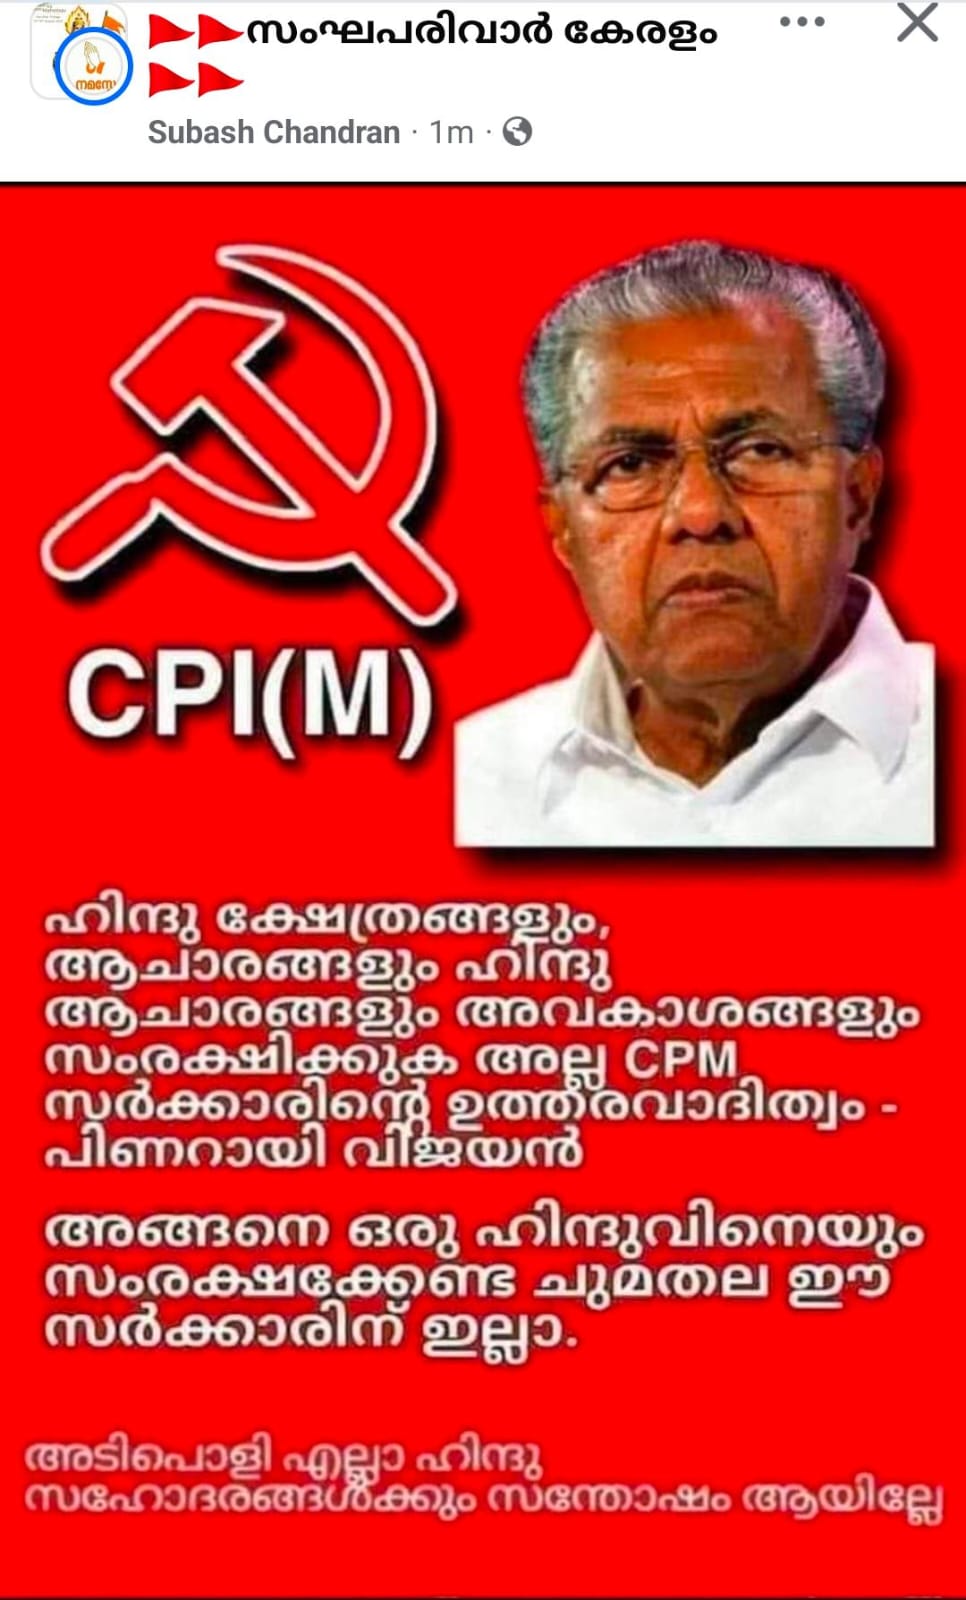 സംഘപരിവാർ കേരളം
Subash Chandran · 1m ·
നമസ്തേ
CPI(M)
ഹിന്ദു ക്ഷേത്രങ്ങളും,
ആചാരങ്ങളും ഹിന്ദു
ആചാരങ്ങളും അവകാശങ്ങളും
സംരക്ഷിക്കുക അല്ല CPM
സർക്കാരിന്റെ ഉത്തരവാദിത്വം -
പിണറായി വിജയൻ
അങ്ങനെ ഒരു ഹിന്ദുവിനെയും
സംരക്ഷക്കേണ്ട ചുമതല ഈ
സർക്കാരിന് ഇല്ലാ.
അടിപൊളി എല്ലാ ഹിന്ദു
സഹോദരങ്ങൾക്കും സന്തോഷം ആയില്ലേ